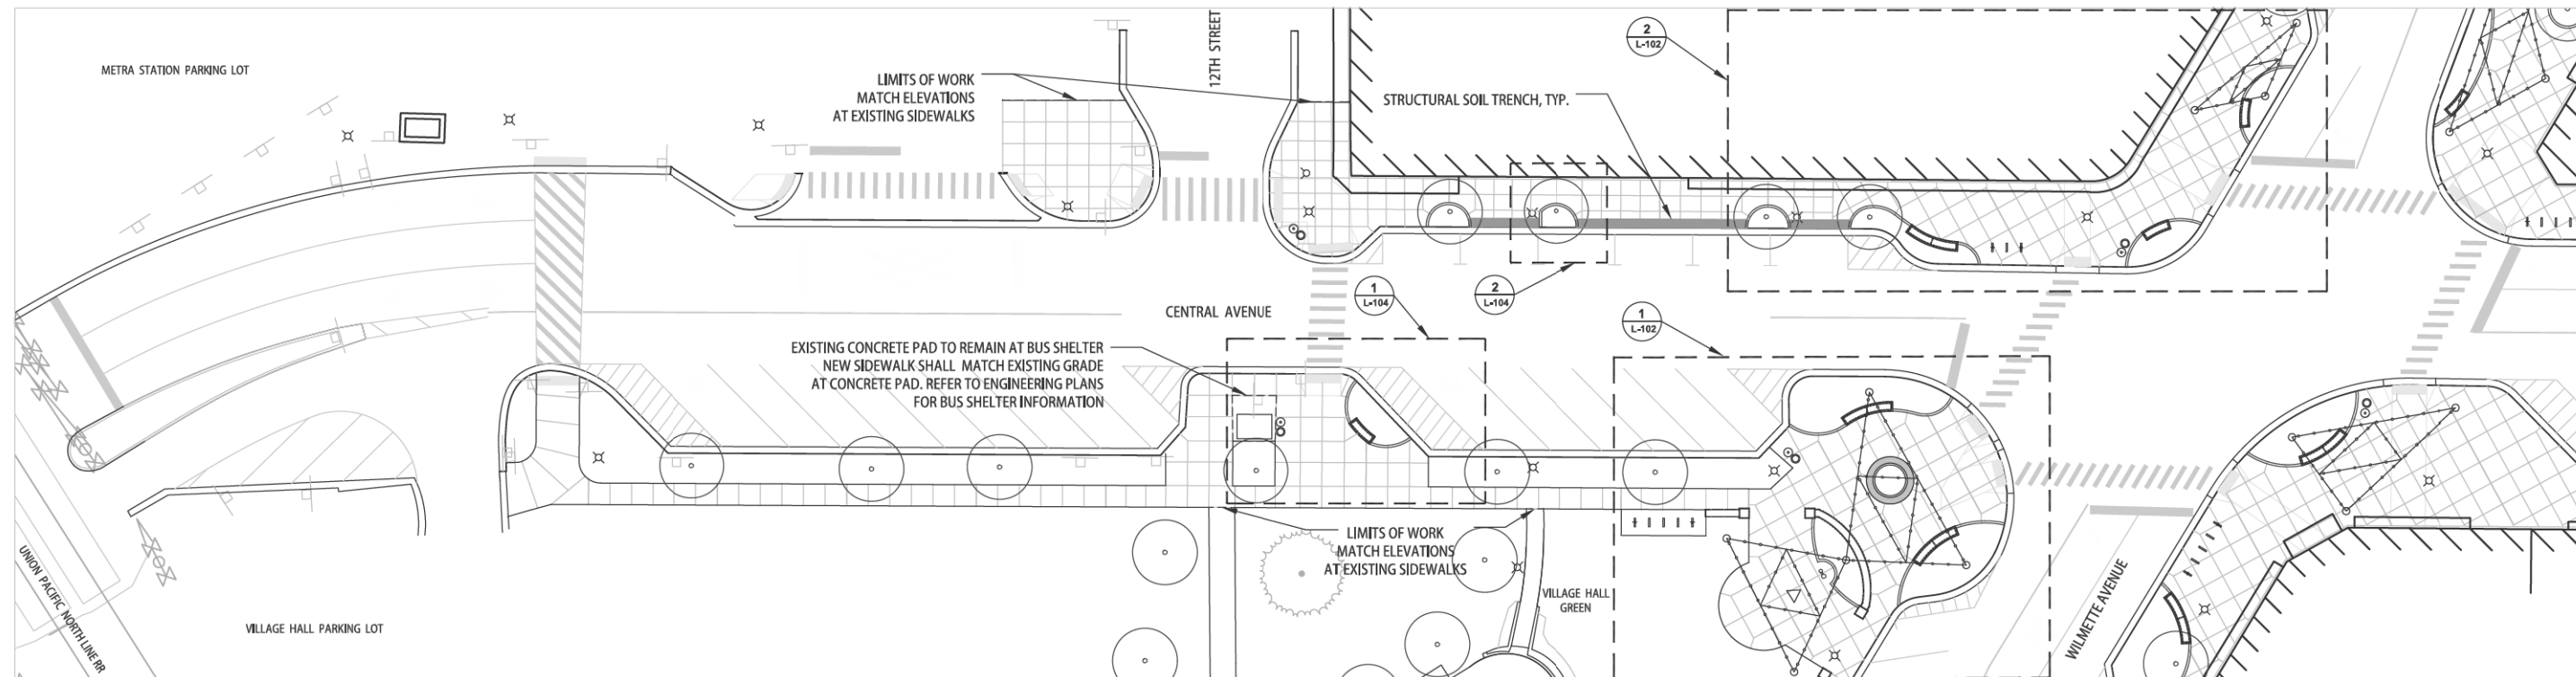 METRA STATION PARKING LOT
LIMITS OF WORK
MATCH ELEVATIONS
AT EXISTING SIDEWALKS
12TH STREET
STRUCTURAL SOIL TRENCH, TYP.
2
L-102
CENTRAL AVENUE
1
L-104
2
L-104
1
L-102
EXISTING CONCRETE PAD TO REMAIN AT BUS SHELTER
NEW SIDEWALK SHALL MATCH EXISTING GRADE
AT CONCRETE PAD. REFER TO ENGINEERING PLANS
FOR BUS SHELTER INFORMATION
LIMITS OF WORK
MATCH ELEVATIONS
AT EXISTING SIDEWALKS
VILLAGE HALL
GREEN
WILMETTE AVENUE
UNION PACIFIC NORTH LINE RR
VILLAGE HALL PARKING LOT